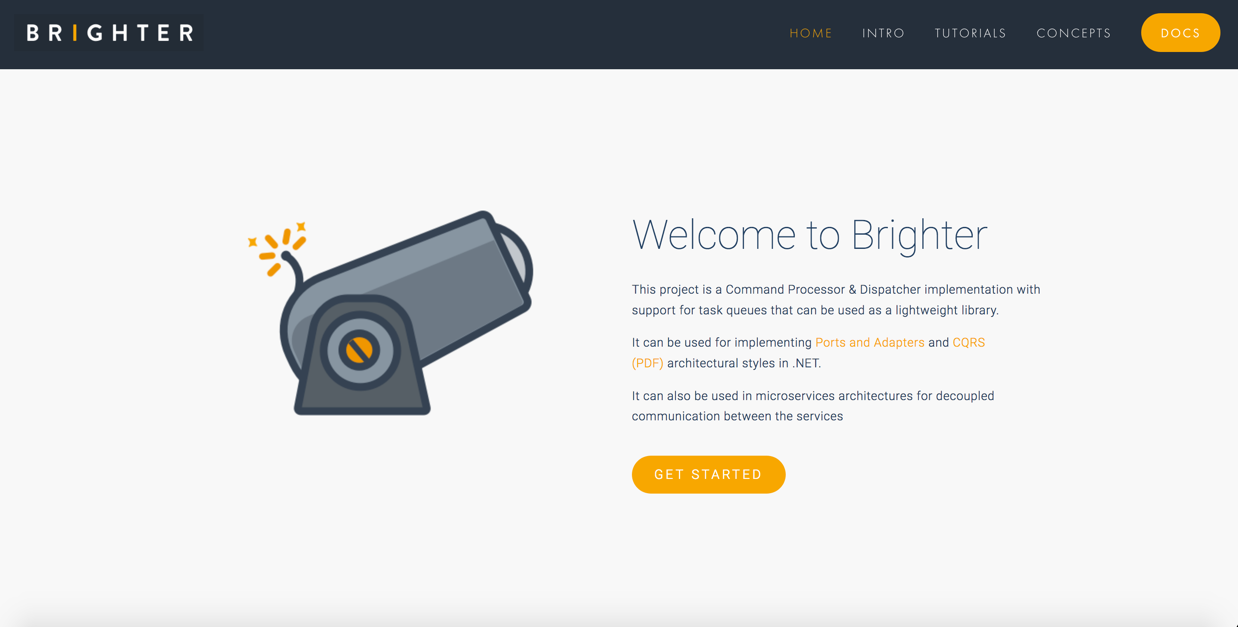 BRIGHTER
HOME INTRO TUTORIALS CONCEPTS DOCS
Welcome to Brighter
This project is a Command Processor & Dispatcher implementation with
support for task queues that can be used as a lightweight library.
It can be used for implementing Ports and Adapters and CQRS
(PDF) architectural styles in .NET.
It can also be used in microservices architectures for decoupled
communication between the services
GET STARTED